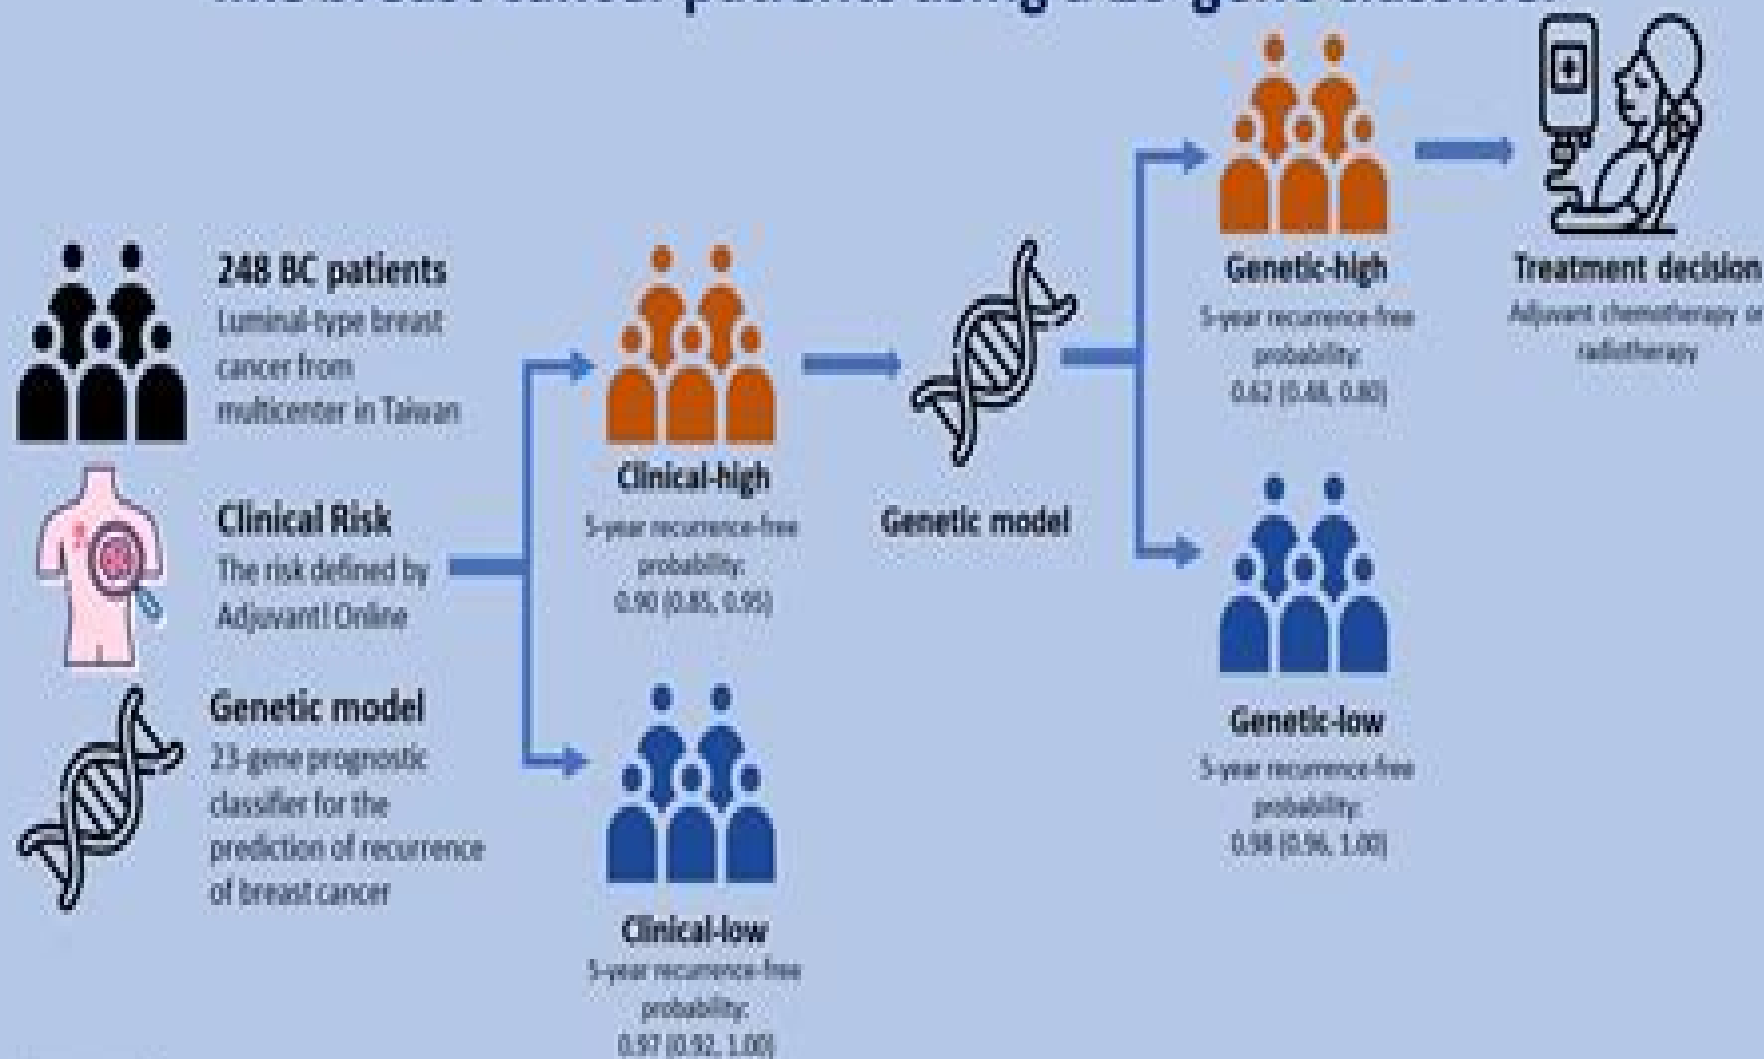 248 BC patients
Luminal-type breast
cancer from
multicenter in Taiwan
Clinical Risk
The risk defined by
Adjuvant! Online
Genetic model
23-gene prognostic
classifier for the
prediction of recurrence
of breast cancer
Clinical-high
5-year recurrence-free
probability:
0.90 (0.85, 0.95)
Clinical-low
5-year recurrence-free
probability:
0.97 (0.92, 1.00)
Genetic model
Genetic-high
5-year recurrence-free
probability:
0.62 (0.48, 0.80)
Genetic-low
5-year recurrence-free
probability:
0.98 (0.96, 1.00)
Treatment decision
Adjuvant chemotherapy or
radiotherapy